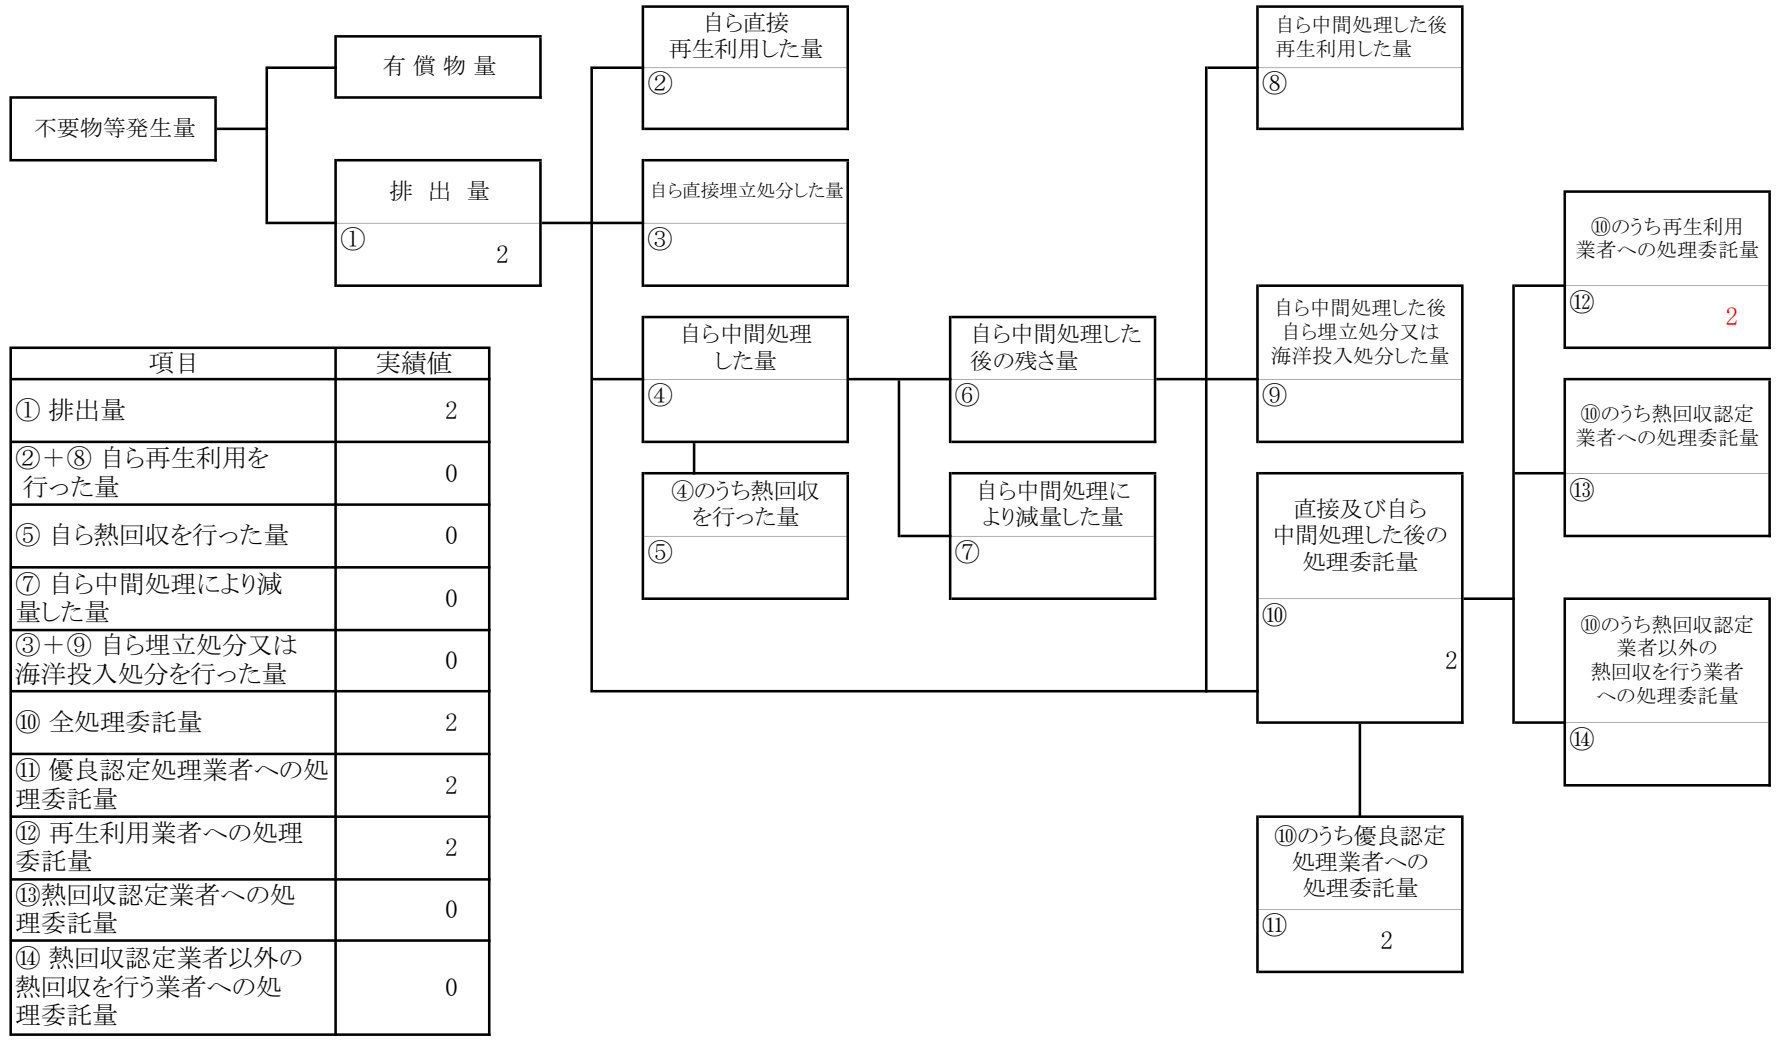 不要物等発生量
有 償 物 量
排 出 量
①
2
自ら直接
再生利用した量
②
自ら直接埋立処分した量
③
自ら中間処理
した量
④
④のうち熱回収
を行った量
⑤
自ら中間処理した
後の残さ量
⑥
自ら中間処理に
より減量した量
⑦
自ら中間処理した後
再生利用した量
⑧
自ら中間処理した後
自ら埋立処分又は
海洋投入処分した量
⑨
直接及び自ら
中間処理した後の
処理委託量
⑩
2
⑩のうち優良認定
処理業者への
処理委託量
⑪
2
⑩のうち再生利用
業者への処理委託量
⑫
2
⑩のうち熱回収認定
業者への処理委託量
⑬
⑩のうち熱回収認定
業者以外の
熱回収を行う業者
への処理委託量
⑭
項目 実績値
① 排出量 2
②+⑧ 自ら再生利用を
行った量 0
⑤ 自ら熱回収を行った量 0
⑦ 自ら中間処理により減
量した量 0
③+⑨ 自ら埋立処分又は
海洋投入処分を行った量 0
⑩ 全処理委託量 2
⑪ 優良認定処理業者への処
理委託量 2
⑫ 再生利用業者への処理
委託量 2
⑬熱回収認定業者への処
理委託量 0
⑭ 熱回収認定業者以外の
熱回収を行う業者への処
理委託量 0